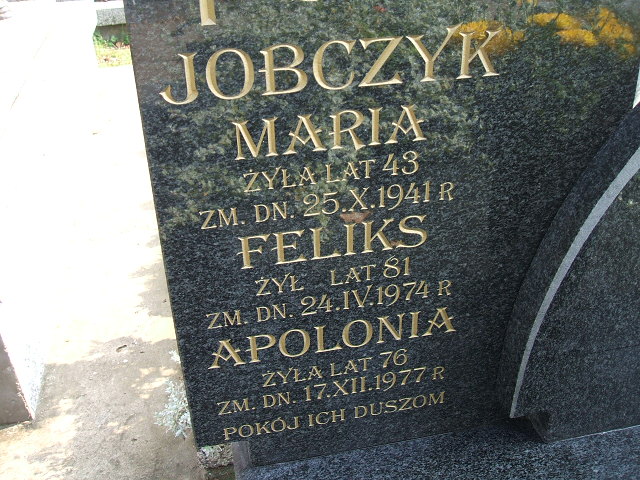 JOBCZYK
MARIA
ŻYŁA LAT 43
ZM. DN. 25.X.1941 R
FELIKS
ŻYŁ LAT 81
ZM. DN. 24.IV.1974 R
APOLONIA
ŻYŁA LAT 76
ZM. DN. 17.XII.1977 R
POKÓJ ICH DUSZOM